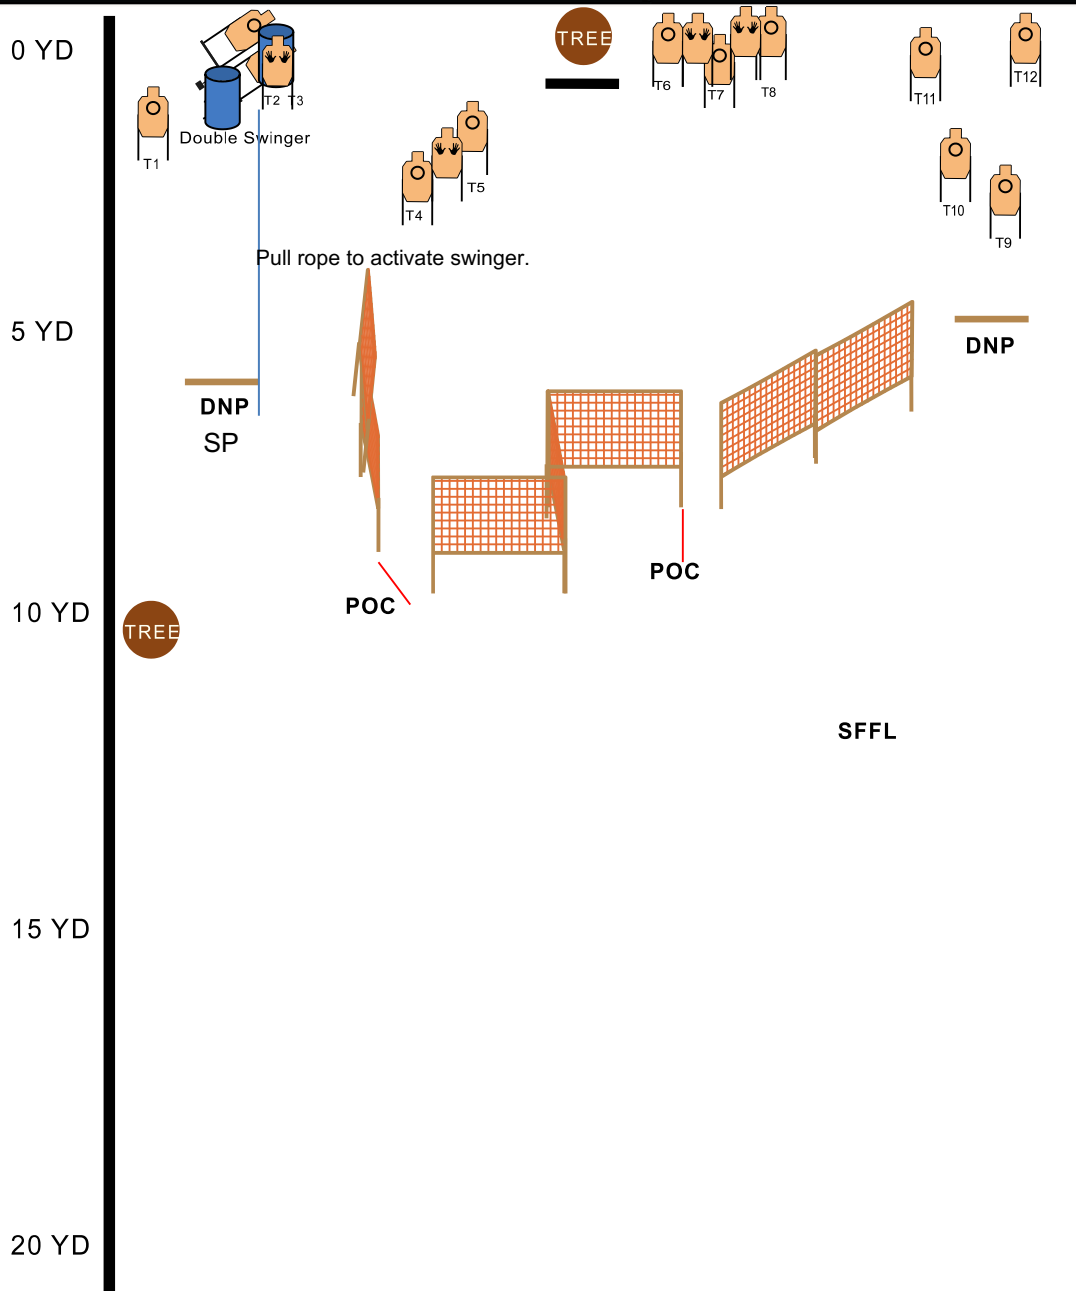 0 YD
TREE
T6
T7
T8
T11
T12
T2 T3
Double Swinger
T1
T5
T4
T10
T9
Pull rope to activate swinger.
5 YD
DNP
DNP
SP
POC
POC
10 YD
TREE
SFFL
15 YD
20 YD